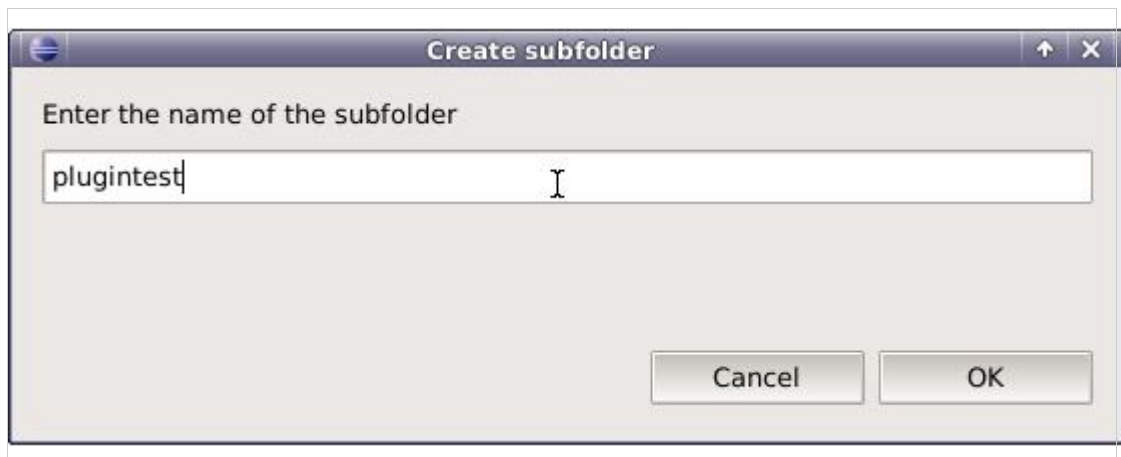 Create subfolder
Enter the name of the subfolder
plugintest
Cancel OK